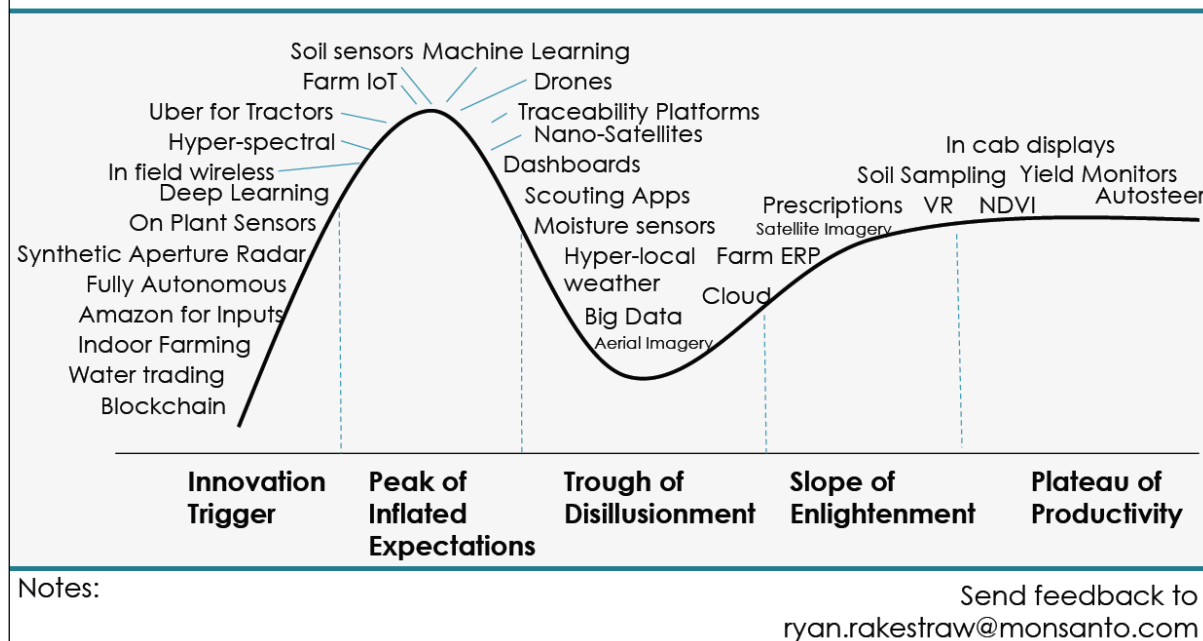 Soil sensors Machine Learning
Farm IoT Drones
Uber for Tractors Traceability Platforms
Hyper-spectral Nano-Satellites
In field wireless Dashboards
Deep Learning Scouting Apps
On Plant Sensors Moisture sensors
Synthetic Aperture Radar
Fully Autonomous
Amazon for Inputs
Indoor Farming
Water trading
Blockchain
Hyper-local
weather
Big Data
Aerial Imagery
Cloud
Farm ERP
Satellite Imagery
Prescriptions VR NDVI Autosteer
Soil Sampling Yield Monitors
In cab displays
Innovation
Trigger
Peak of
Inflated
Expectations
Trough of
Disillusionment
Slope of
Enlightenment
Plateau of
Productivity
Notes:
Send feedback to
ryan.rakestraw@monsanto.com